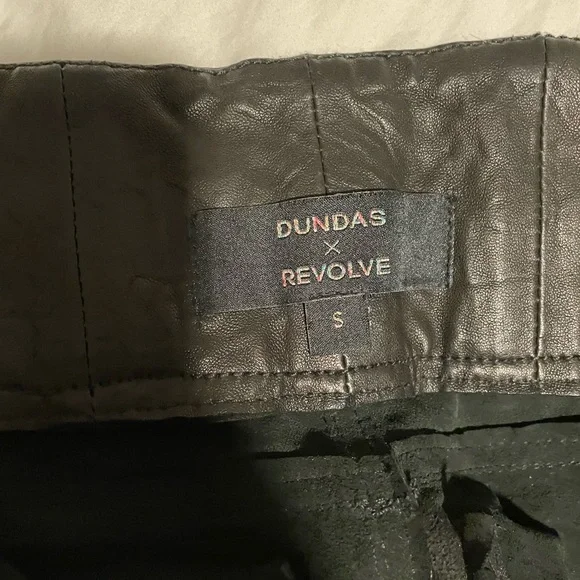 DUNDAS
×
REVOLVE
S